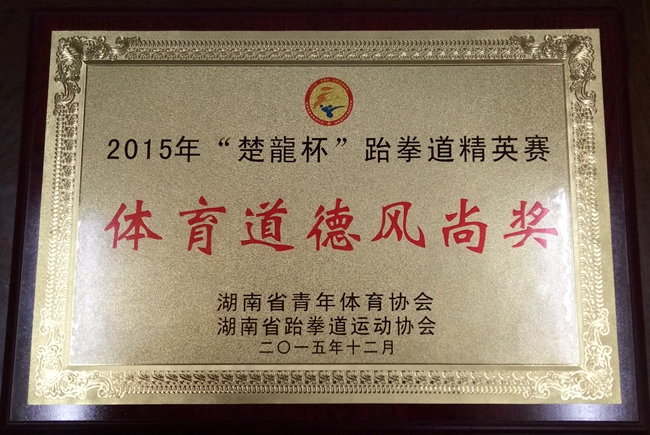 2015年“楚龍杯”跆拳道精英赛
体育道德风尚奖
湖南省青年体育协会
湖南省跆拳道运动协会
二〇一五年十二月